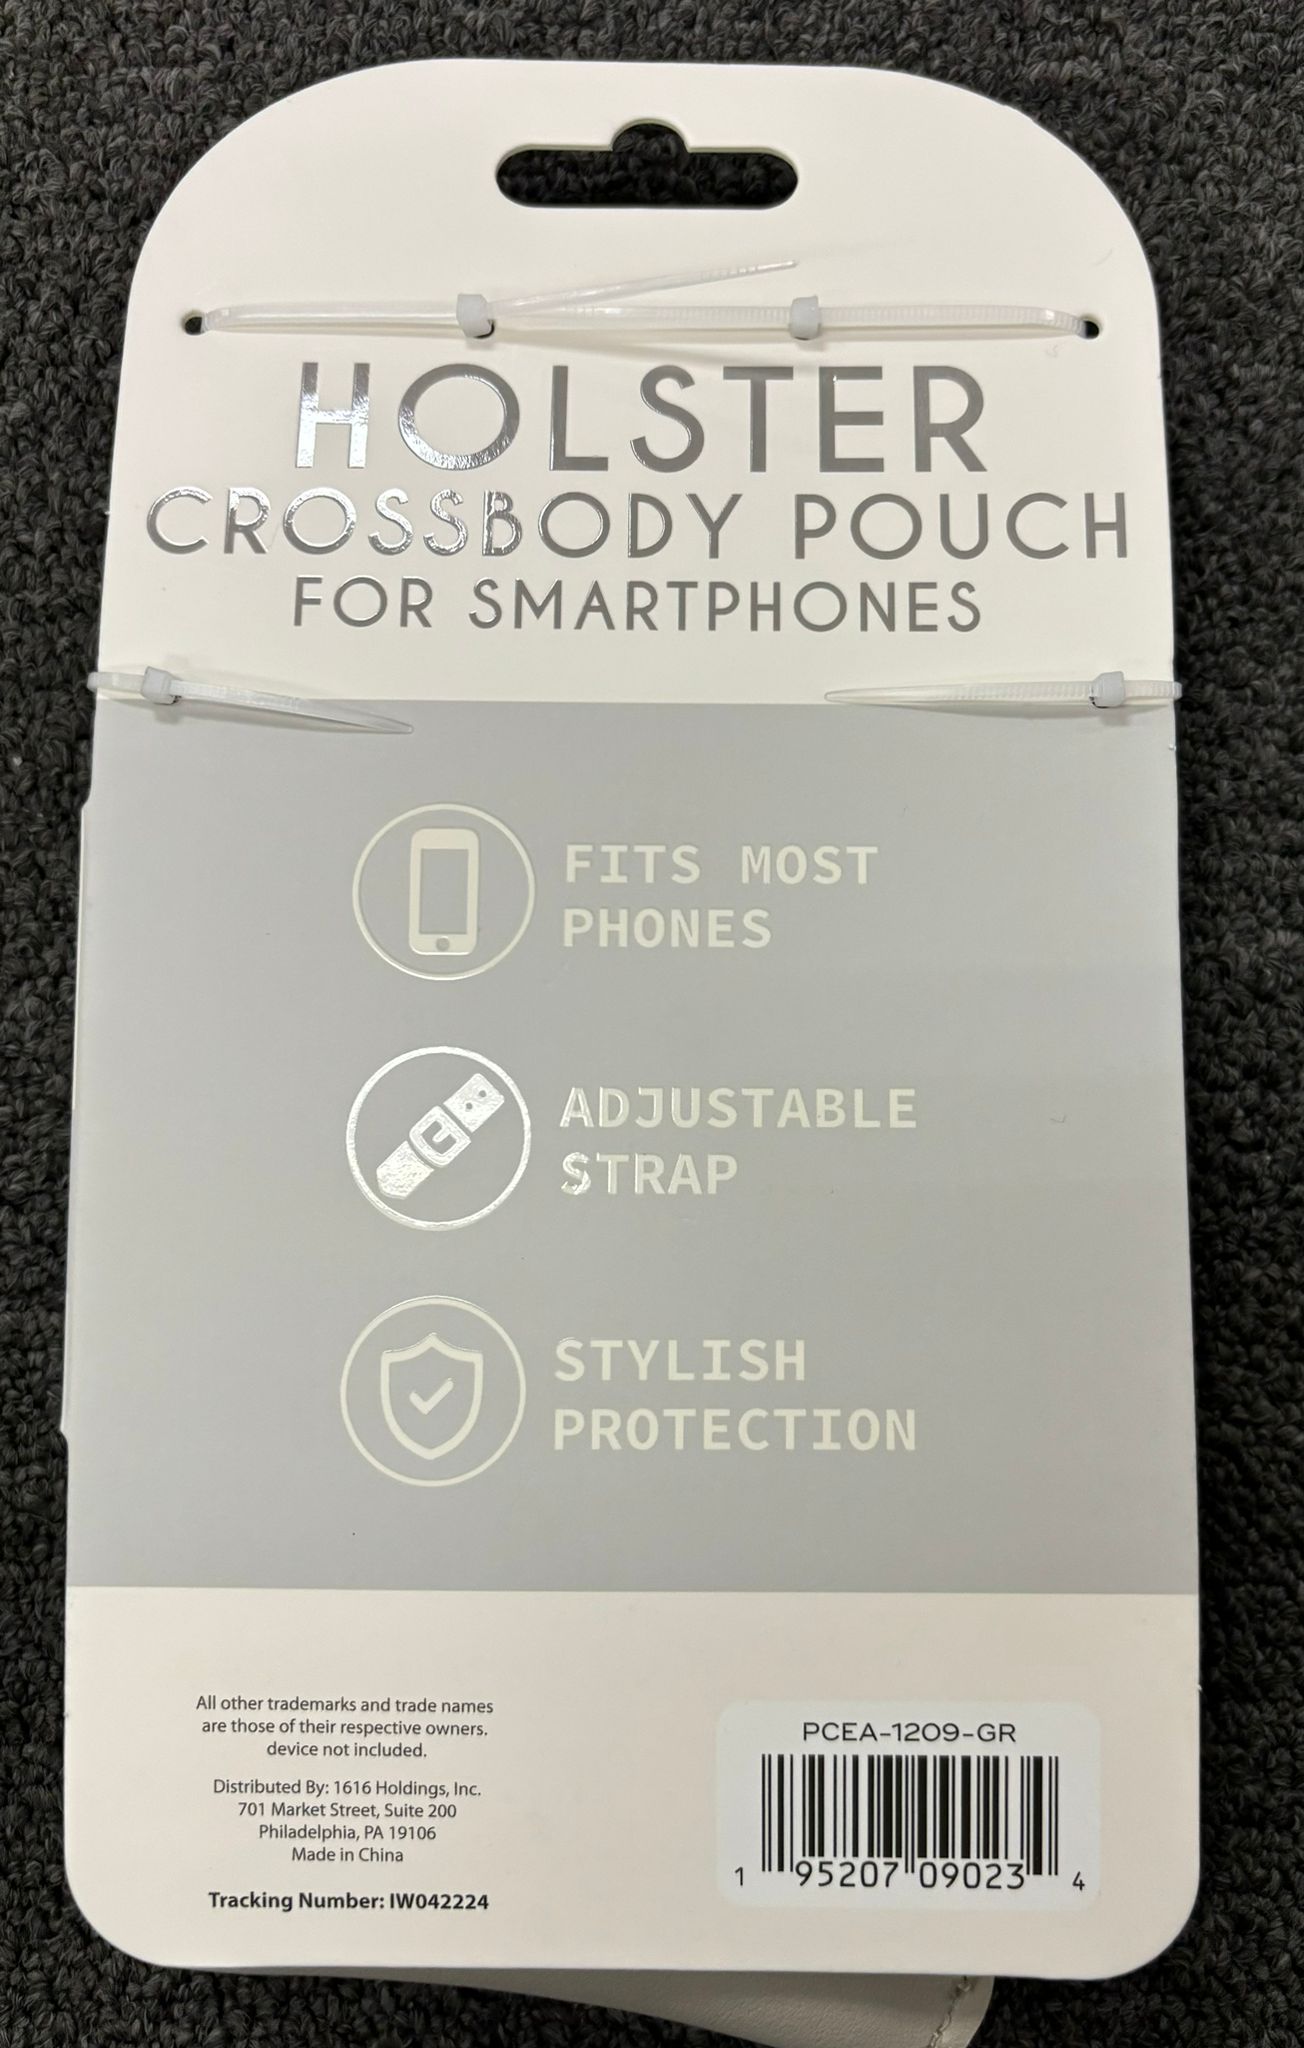 HOLSTER
CROSSBODY POUCH
FOR SMARTPHONES
FITS MOST
PHONES
ADJUSTABLE
STRAP
STYLISH
PROTECTION
All other trademarks and trade names
are those of their respective owners.
device not included.
Distributed By: 1616 Holdings, Inc.
701 Market Street, Suite 200
Philadelphia, PA 19106
Made in China
Tracking Number: IW042224
PCEA-1209-GR
1 95207 09023 4